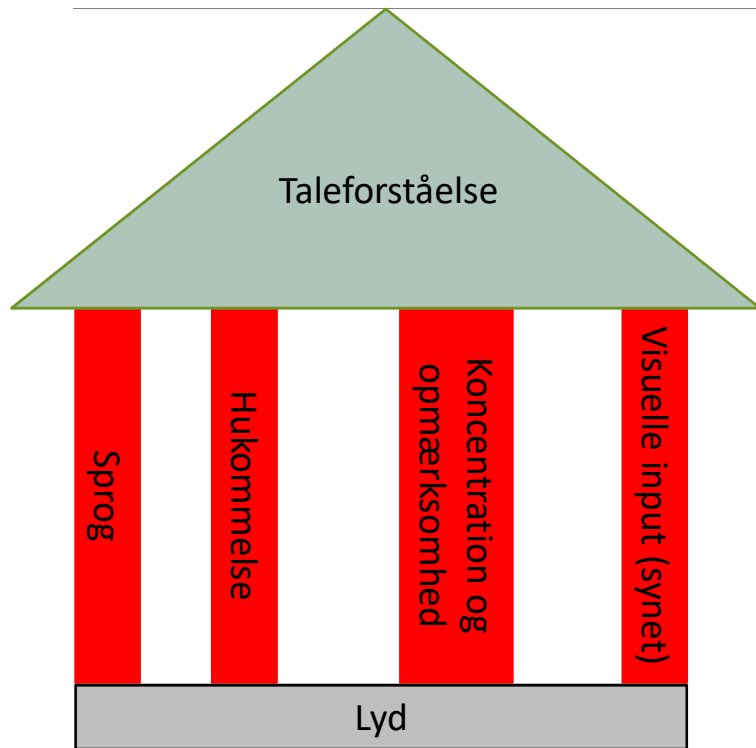 Taleforståelse
Sprog
Hukommelse
Koncentration og
opmærksomhed
Visuelle input (synet)
Lyd